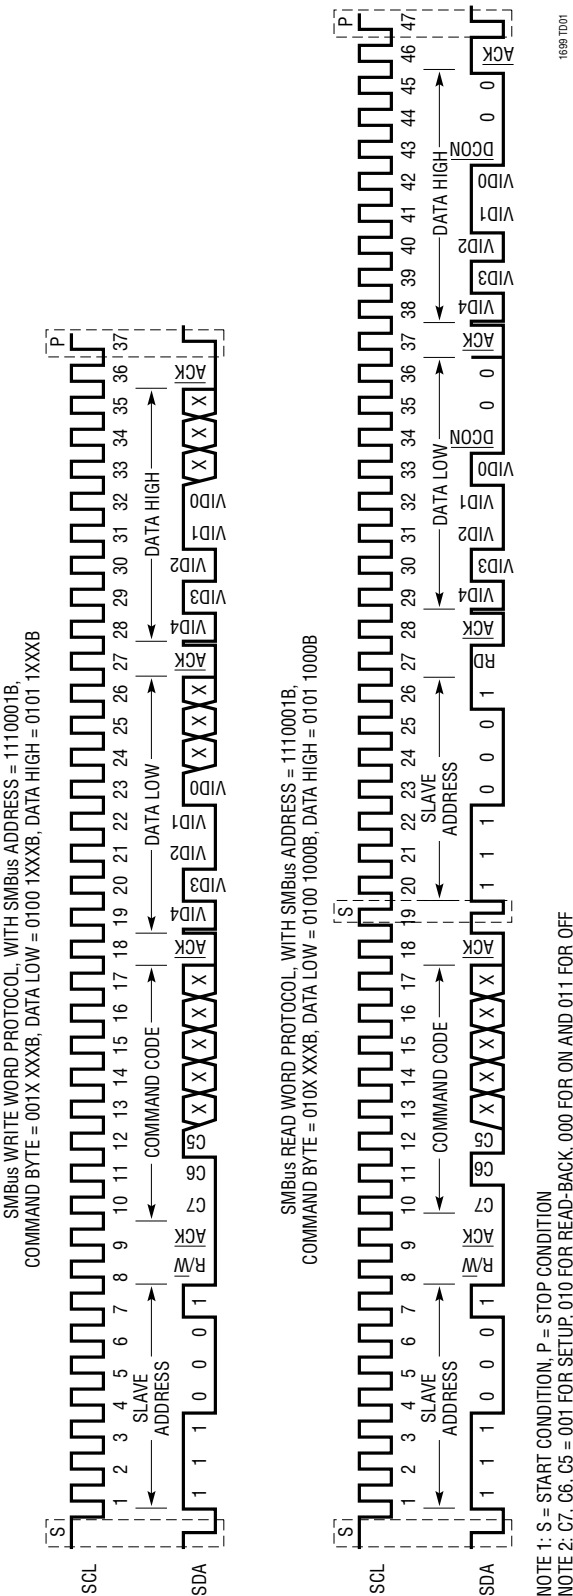 SMBus WRITE WORD PROTOCOL, WITH SMBus ADDRESS = 1110001B,
COMMAND BYTE = 001X XXXB, DATA LOW = 0100 1XXXB, DATA HIGH = 0101 1XXXB
S P
SCL
1 2 3 4 5 6 7 8 9 10 11 12 13 14 15 16 17 18 19 20 21 22 23 24 25 26 27 28 29 30 31 32 33 34 35 36 37
SLAVE
ADDRESS
COMMAND CODE
DATA LOW
DATA HIGH
SDA
1 1 1 0 0 0 1 R/W ACK C7 C6 C5 X X X X X ACK VID4 VID3 VID2 VID1 VID0 X X X ACK VID4 VID3 VID2 VID1 VID0 X X X ACK
SMBus READ WORD PROTOCOL, WITH SMBus ADDRESS = 1110001B,
COMMAND BYTE = 010X XXXB, DATA LOW = 0100 1000B, DATA HIGH = 0101 1000B
S S P
SCL
1 2 3 4 5 6 7 8 9 10 11 12 13 14 15 16 17 18 19 20 21 22 23 24 25 26 27 28 29 30 31 32 33 34 35 36 37 38 39 40 41 42 43 44 45 46 47
SLAVE
ADDRESS
COMMAND CODE
SLAVE
ADDRESS
DATA LOW
DATA HIGH
SDA
1 1 1 0 0 0 1 R/W ACK C7 C6 C5 X X X X X ACK 1 1 1 0 0 0 1 RD ACK VID4 VID3 VID2 VID1 VID0 DCON 0 0 ACK VID4 VID3 VID2 VID1 VID0 DCON 0 0 ACK
NOTE 1: S = START CONDITION, P = STOP CONDITION
NOTE 2: C7, C6, C5 = 001 FOR SETUP, 010 FOR READ-BACK, 000 FOR ON AND 011 FOR OFF
1699 TD01